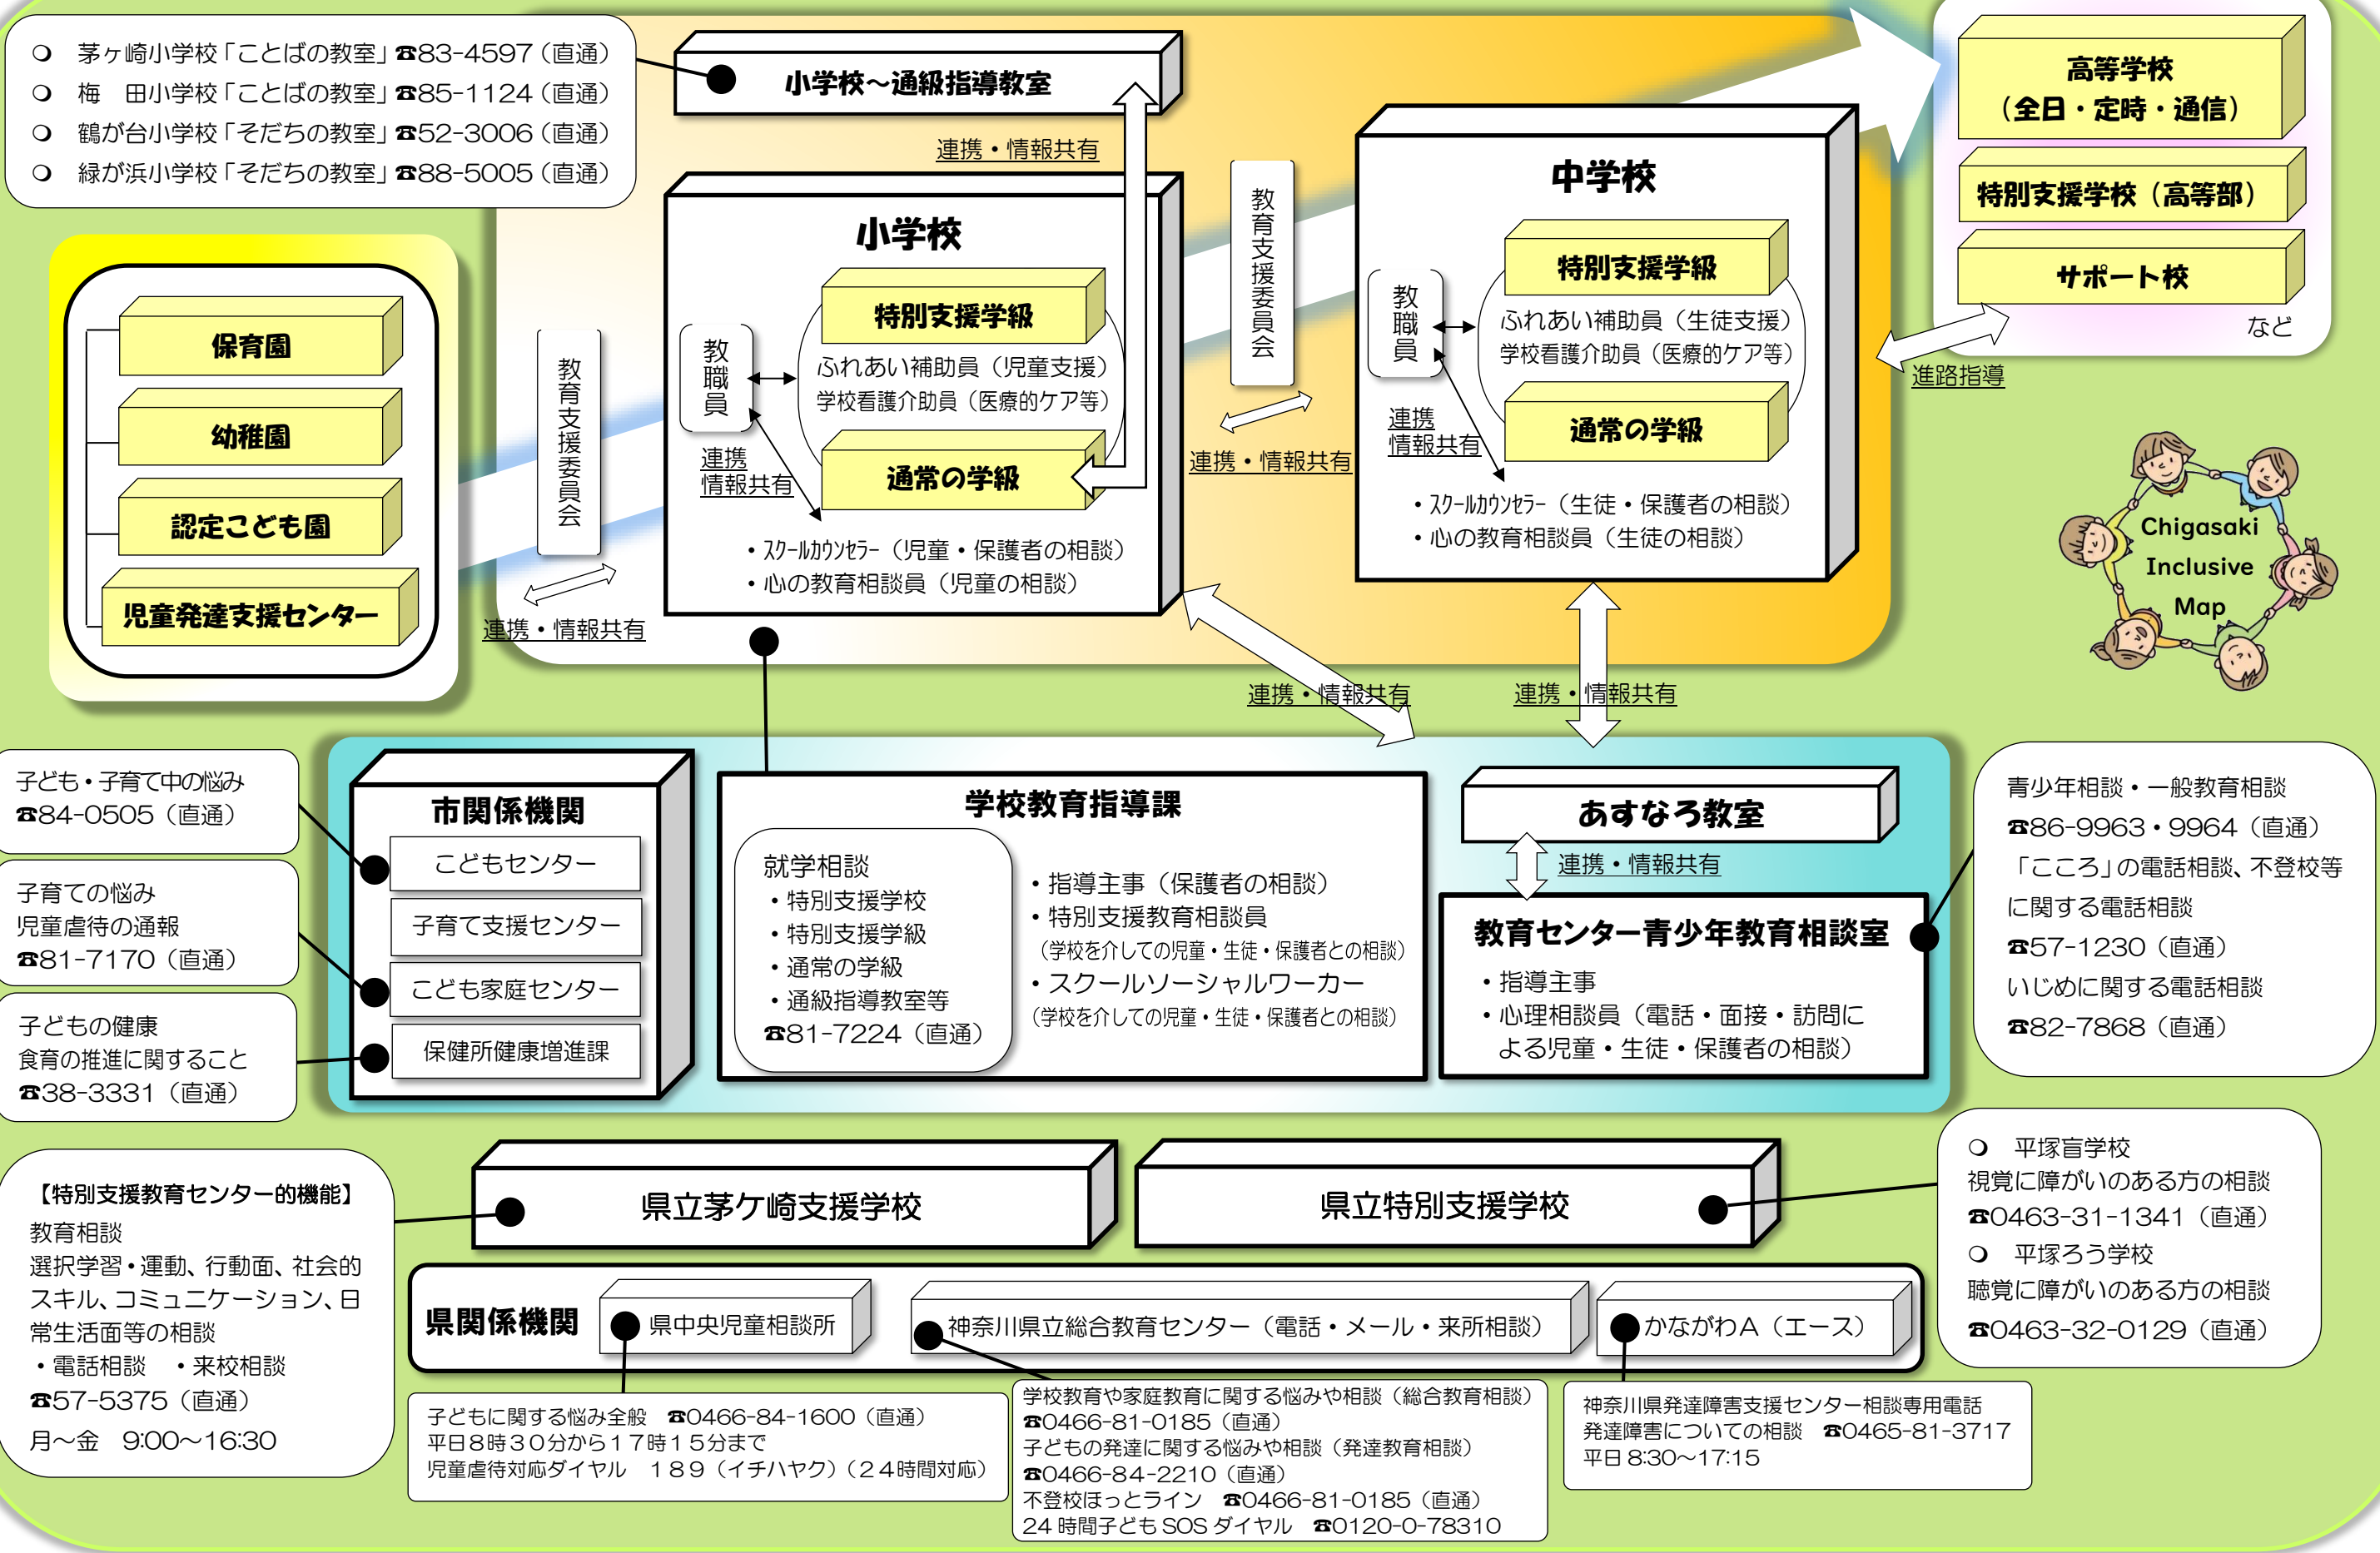 ○ 茅ヶ崎小学校「ことばの教室」☎83-4597（直通）
○ 梅　田小学校「ことばの教室」☎85-1124（直通）
○ 鶴が台小学校「そだちの教室」☎52-3006（直通）
○ 緑が浜小学校「そだちの教室」☎88-5005（直通）
小学校～通級指導教室
連携・情報共有
保育園
幼稚園
認定こども園
児童発達支援センター
教育支援委員会
連携・情報共有
小学校
特別支援学級
教職員
ふれあい補助員（児童支援）
学校看護介助員（医療的ケア等）
連携
情報共有
通常の学級
・ｽｸｰﾙｶｳﾝｾﾗｰ（児童・保護者の相談）
・心の教育相談員（児童の相談）
教育支援委員会
連携・情報共有
中学校
特別支援学級
教職員
ふれあい補助員（生徒支援）
学校看護介助員（医療的ケア等）
連携
情報共有
通常の学級
・ｽｸｰﾙｶｳﾝｾﾗｰ（生徒・保護者の相談）
・心の教育相談員（生徒の相談）
高等学校
（全日・定時・通信）
特別支援学校（高等部）
サポート校
など
進路指導
Chigasaki
Inclusive
Map
連携・情報共有
連携・情報共有
子ども・子育て中の悩み
☎84-0505（直通）
子育ての悩み
児童虐待の通報
☎81-7170（直通）
子どもの健康
食育の推進に関すること
☎38-3331（直通）
市関係機関
こどもセンター
子育て支援センター
こども家庭センター
保健所健康増進課
学校教育指導課
就学相談
・特別支援学校
・特別支援学級
・通常の学級
・通級指導教室等
☎81-7224（直通）
・指導主事（保護者の相談）
・特別支援教育相談員
（学校を介しての児童・生徒・保護者との相談）
・スクールソーシャルワーカー
（学校を介しての児童・生徒・保護者との相談）
あすなろ教室
連携・情報共有
教育センター青少年教育相談室
・指導主事
・心理相談員（電話・面接・訪問に
よる児童・生徒・保護者の相談）
青少年相談・一般教育相談
☎86-9963・9964（直通）
「こころ」の電話相談、不登校等
に関する電話相談
☎57-1230（直通）
いじめに関する電話相談
☎82-7868（直通）
【特別支援教育センター的機能】
教育相談
選択学習・運動、行動面、社会的
スキル、コミュニケーション、日
常生活面等の相談
・電話相談　・来校相談
☎57-5375（直通）
月～金　9:00～16:30
県立茅ケ崎支援学校
県立特別支援学校
○　平塚盲学校
視覚に障がいのある方の相談
☎0463-31-1341（直通）
○　平塚ろう学校
聴覚に障がいのある方の相談
☎0463-32-0129（直通）
県関係機関
県中央児童相談所
神奈川県立総合教育センター（電話・メール・来所相談）
かながわＡ（エース）
子どもに関する悩み全般　☎0466-84-1600（直通）
平日８時３０分から１７時１５分まで
児童虐待対応ダイヤル　１８９（イチハヤク）（２４時間対応）
学校教育や家庭教育に関する悩みや相談（総合教育相談）
☎0466-81-0185（直通）
子どもの発達に関する悩みや相談（発達教育相談）
☎0466-84-2210（直通）
不登校ほっとライン　☎0466-81-0185（直通）
24時間子どもSOSダイヤル　☎0120-0-78310
神奈川県発達障害支援センター相談専用電話
発達障害についての相談　☎0465-81-3717
平日8:30～17:15